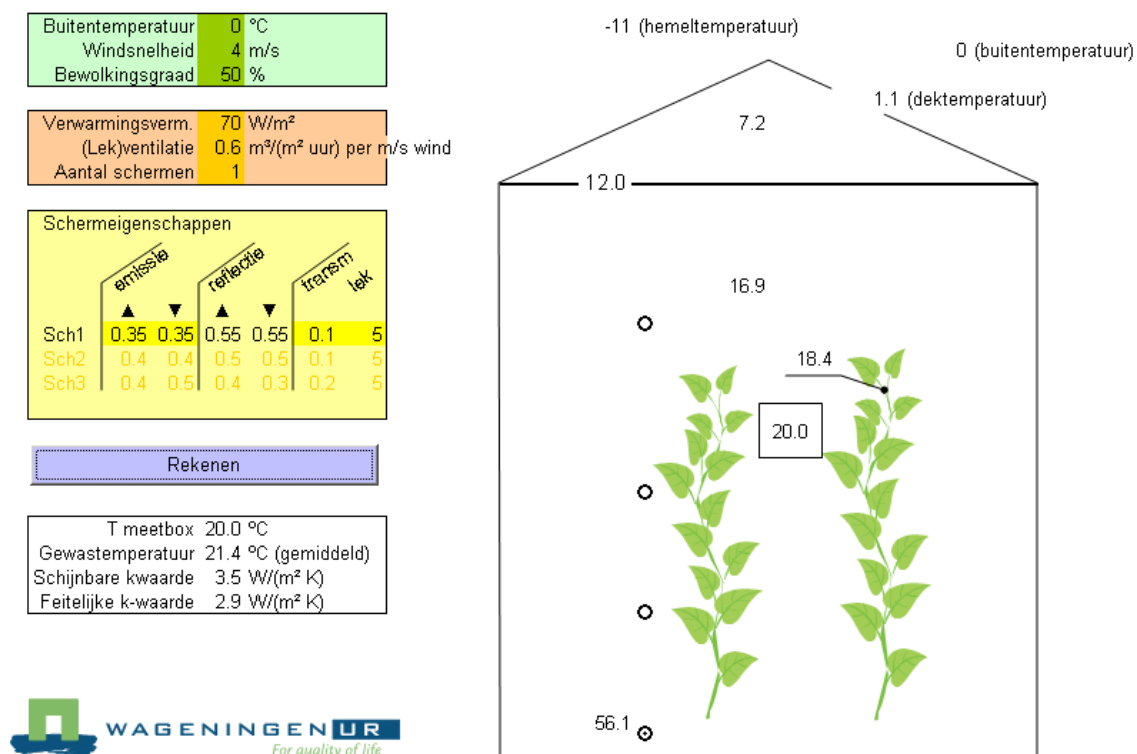 Buitentemperatuur 0 °C
Windsnelheid 4 m/s
Bewolkingsgraad 50 %
Verwarmingsverm. 70 W/m²
(Lek)ventilatie 0.6 m³/(m² uur) per m/s wind
Aantal schermen 1
Schermeigenschappen
emissie reflectie transm lek
▲ ▼ ▲ ▼
Sch1 0.35 0.35 0.55 0.55 0.1 5
Sch2 0.4 0.4 0.5 0.5 0.1 5
Sch3 0.4 0.5 0.4 0.3 0.2 5
Rekenen
T meetbox 20.0 °C
Gewastemperatuur 21.4 °C (gemiddeld)
Schijnbare kwaarde 3.5 W/(m² K)
Feitelijke k-waarde 2.9 W/(m² K)
WAGENINGEN UR
For quality of life
-11 (hemeltemperatuur)
0 (buitentemperatuur)
1.1 (dektemperatuur)
7.2
12.0
16.9
18.4
20.0
56.1